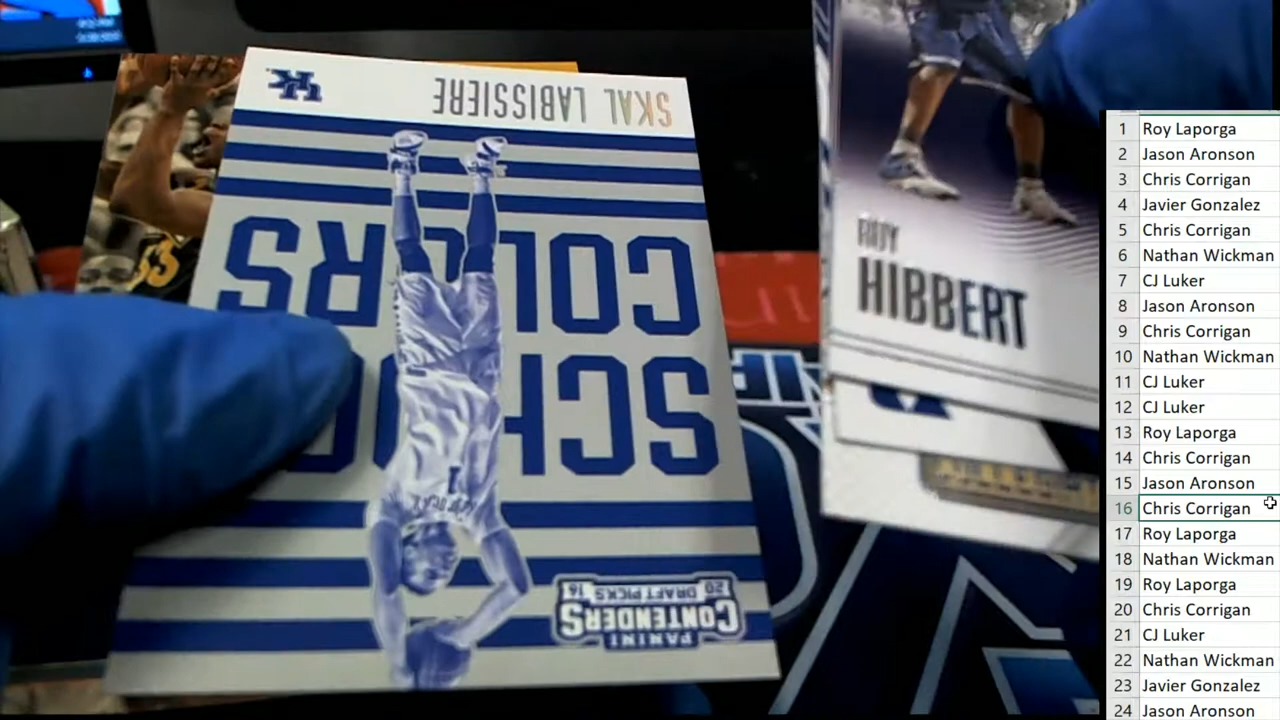 SKAL LABISSIERE
UK
SCHOOL
COLORS
PANINI
CONTENDERS
20 DRAFT PICKS 16
33
1
ROY
HIBBERT
1 Roy Laporga
2 Jason Aronson
3 Chris Corrigan
4 Javier Gonzalez
5 Chris Corrigan
6 Nathan Wickman
7 CJ Luker
8 Jason Aronson
9 Chris Corrigan
10 Nathan Wickman
11 CJ Luker
12 CJ Luker
13 Roy Laporga
14 Chris Corrigan
15 Jason Aronson
16 Chris Corrigan
17 Roy Laporga
18 Nathan Wickman
19 Roy Laporga
20 Chris Corrigan
21 CJ Luker
22 Nathan Wickman
23 Javier Gonzalez
24 Jason Aronson